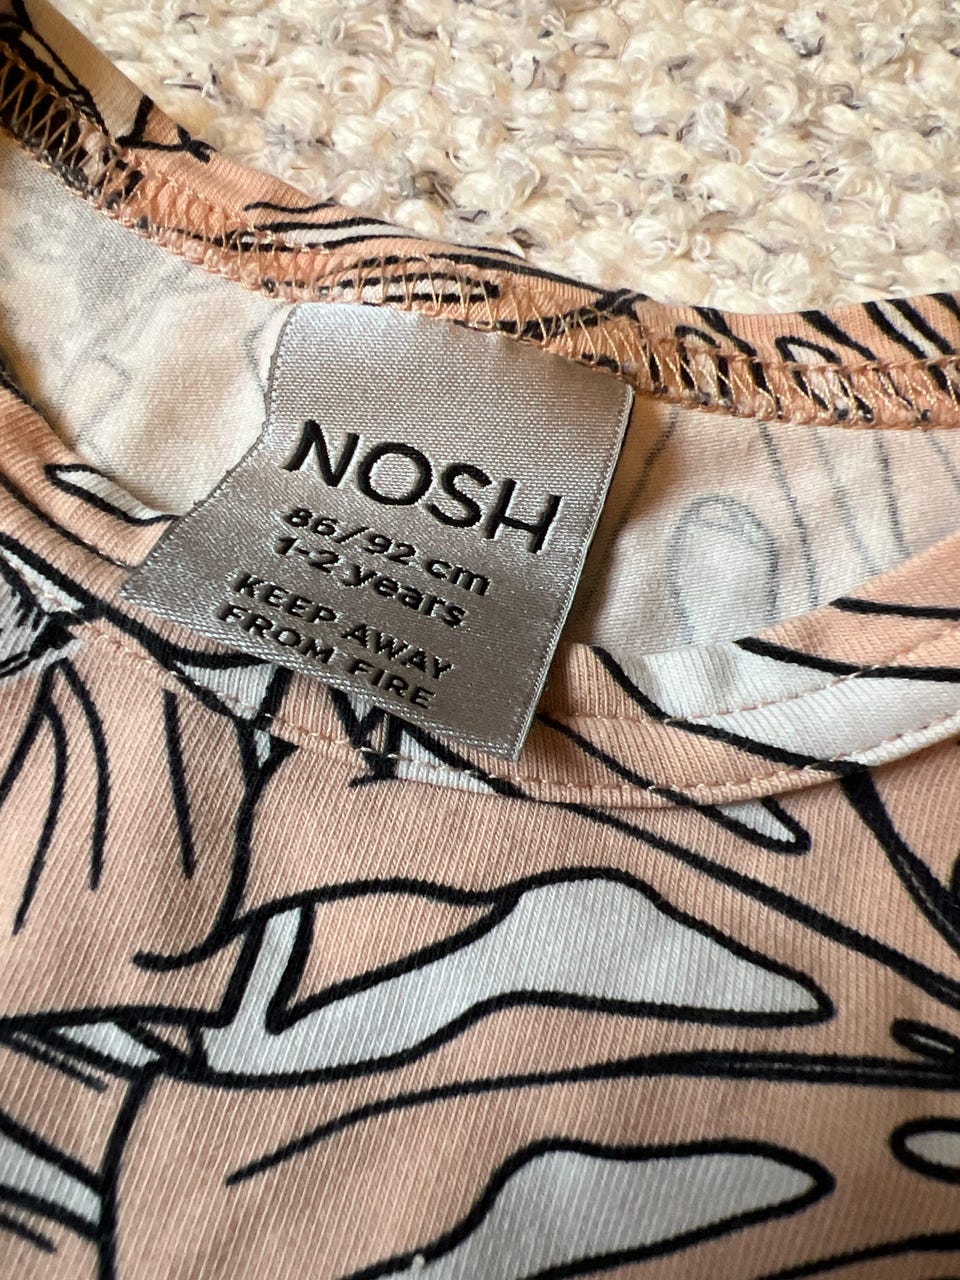 NOSH
86/92 cm
1-2 years
KEEP AWAY
FROM FIRE